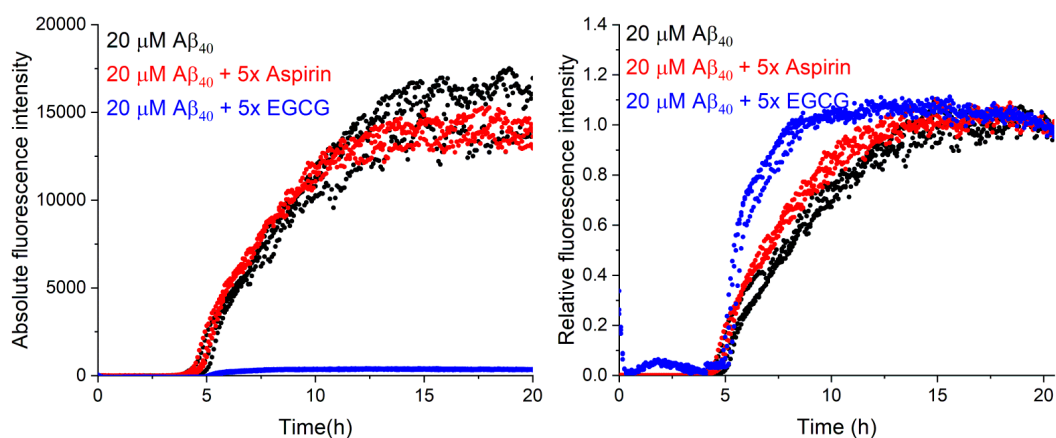 20000
15000
10000
5000
0
Absolute fluorescence intensity
20 μM Aβ40
20 μM Aβ40 + 5x Aspirin
20 μM Aβ40 + 5x EGCG
0 5 10 15 20
Time(h)
1.4
1.2
1.0
0.8
0.6
0.4
0.2
0.0
Relative fluorescence intensity
20 μM Aβ40
20 μM Aβ40 + 5x Aspirin
20 μM Aβ40 + 5x EGCG
0 5 10 15 20
Time (h)